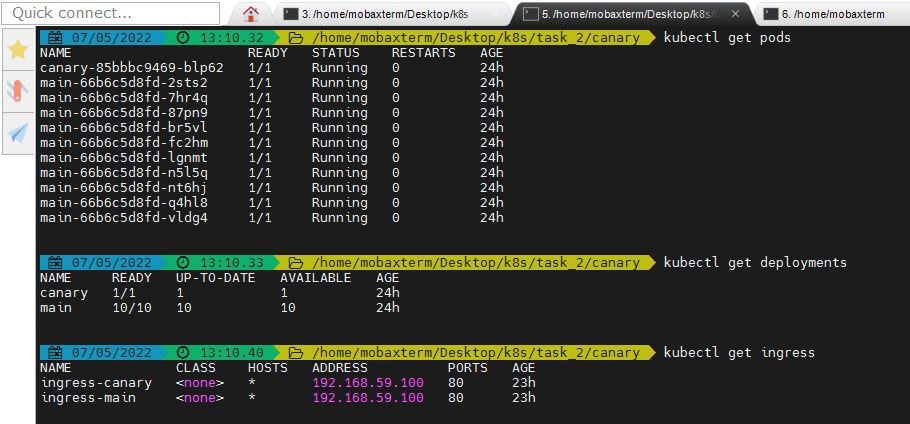 Quick connect...
3. /home/mobaxterm/Desktop/k8s
5. /home/mobaxterm/Desktop/k8s/
6. /home/mobaxterm
07/05/2022 13:10.32 /home/mobaxterm/Desktop/k8s/task_2/canary kubectl get pods
NAME READY STATUS RESTARTS AGE
canary-85bbbc9469-blp62 1/1 Running 0 24h
main-66b6c5d8fd-2sts2 1/1 Running 0 24h
main-66b6c5d8fd-7hr4q 1/1 Running 0 24h
main-66b6c5d8fd-87pn9 1/1 Running 0 24h
main-66b6c5d8fd-br5vl 1/1 Running 0 24h
main-66b6c5d8fd-fc2hm 1/1 Running 0 24h
main-66b6c5d8fd-lgnmt 1/1 Running 0 24h
main-66b6c5d8fd-n5l5q 1/1 Running 0 24h
main-66b6c5d8fd-nt6hj 1/1 Running 0 24h
main-66b6c5d8fd-q4hl8 1/1 Running 0 24h
main-66b6c5d8fd-vldg4 1/1 Running 0 24h
07/05/2022 13:10.33 /home/mobaxterm/Desktop/k8s/task_2/canary kubectl get deployments
NAME READY UP-TO-DATE AVAILABLE AGE
canary 1/1 1 1 24h
main 10/10 10 10 24h
07/05/2022 13:10.40 /home/mobaxterm/Desktop/k8s/task_2/canary kubectl get ingress
NAME CLASS HOSTS ADDRESS PORTS AGE
ingress-canary <none> * 192.168.59.100 80 23h
ingress-main <none> * 192.168.59.100 80 23h